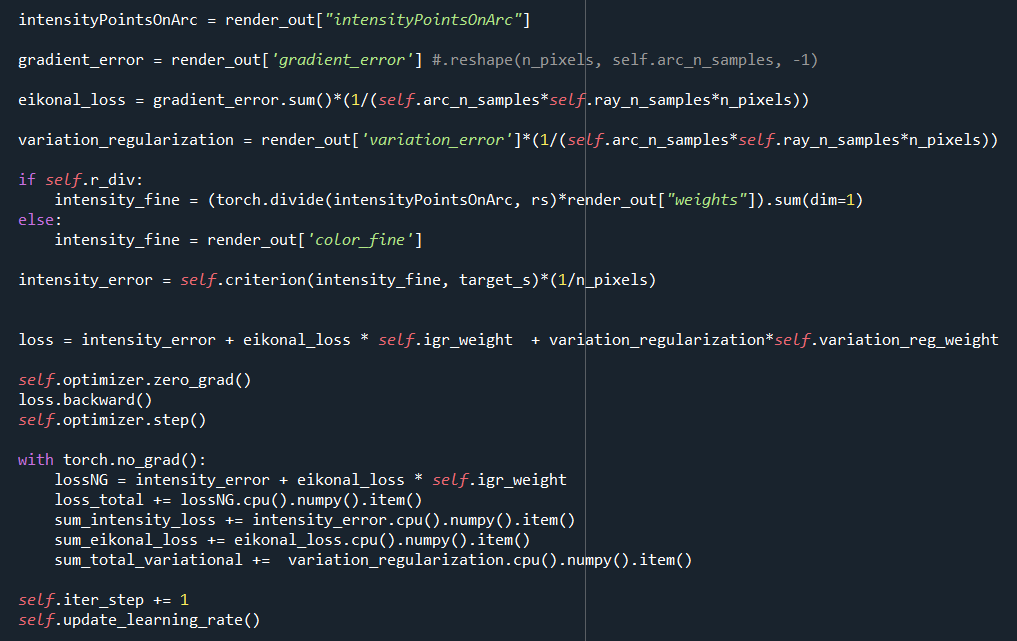 intensityPointsOnArc = render_out["intensityPointsOnArc"]
gradient_error = render_out['gradient_error'] #.reshape(n_pixels, self.arc_n_samples, -1)
eikonal_loss = gradient_error.sum()*(1/(self.arc_n_samples*self.ray_n_samples*n_pixels))
variation_regularization = render_out['variation_error']*(1/(self.arc_n_samples*self.ray_n_samples*n_pixels))
if self.r_div:
    intensity_fine = (torch.divide(intensityPointsOnArc, rs)*render_out["weights"]).sum(dim=1)
else:
    intensity_fine = render_out['color_fine']
intensity_error = self.criterion(intensity_fine, target_s)*(1/n_pixels)
loss = intensity_error + eikonal_loss * self.igr_weight  + variation_regularization*self.variation_reg_weight
self.optimizer.zero_grad()
loss.backward()
self.optimizer.step()
with torch.no_grad():
    lossNG = intensity_error + eikonal_loss * self.igr_weight
    loss_total += lossNG.cpu().numpy().item()
    sum_intensity_loss += intensity_error.cpu().numpy().item()
    sum_eikonal_loss += eikonal_loss.cpu().numpy().item()
    sum_total_variational +=  variation_regularization.cpu().numpy().item()
self.iter_step += 1
self.update_learning_rate()